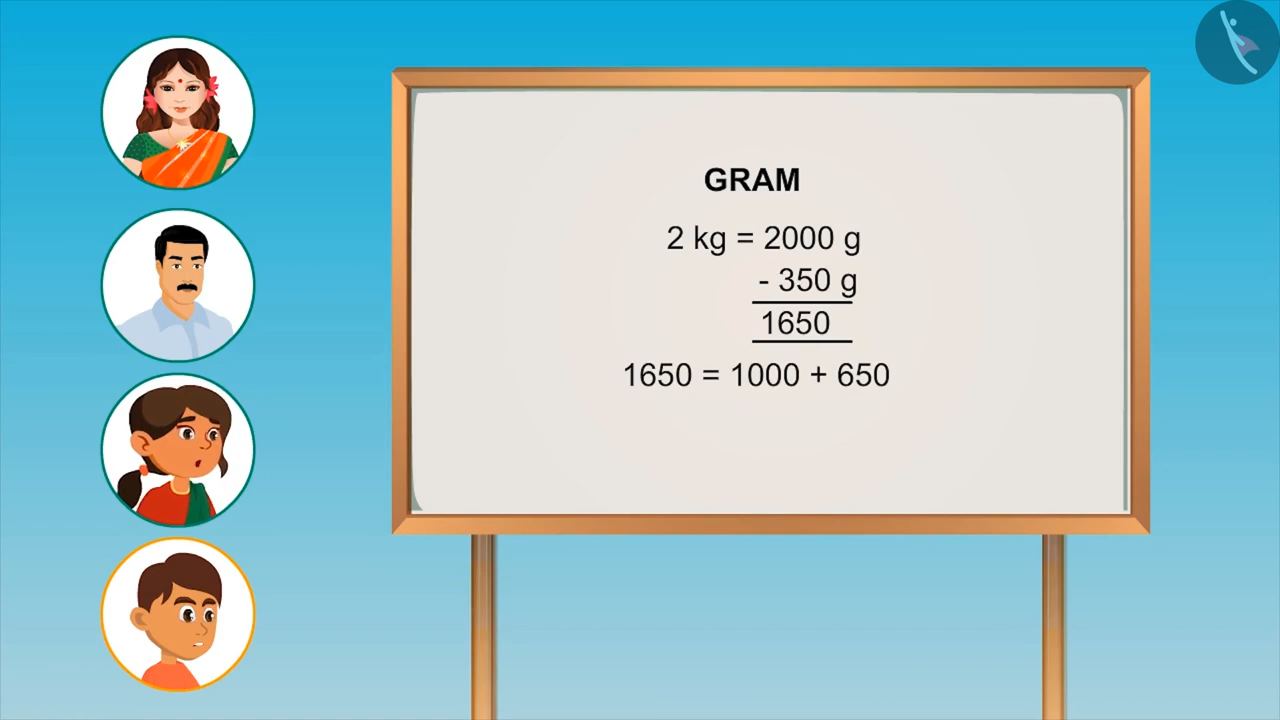 GRAM
2 kg = 2000 g
- 350 g
1650
1650 = 1000 + 650